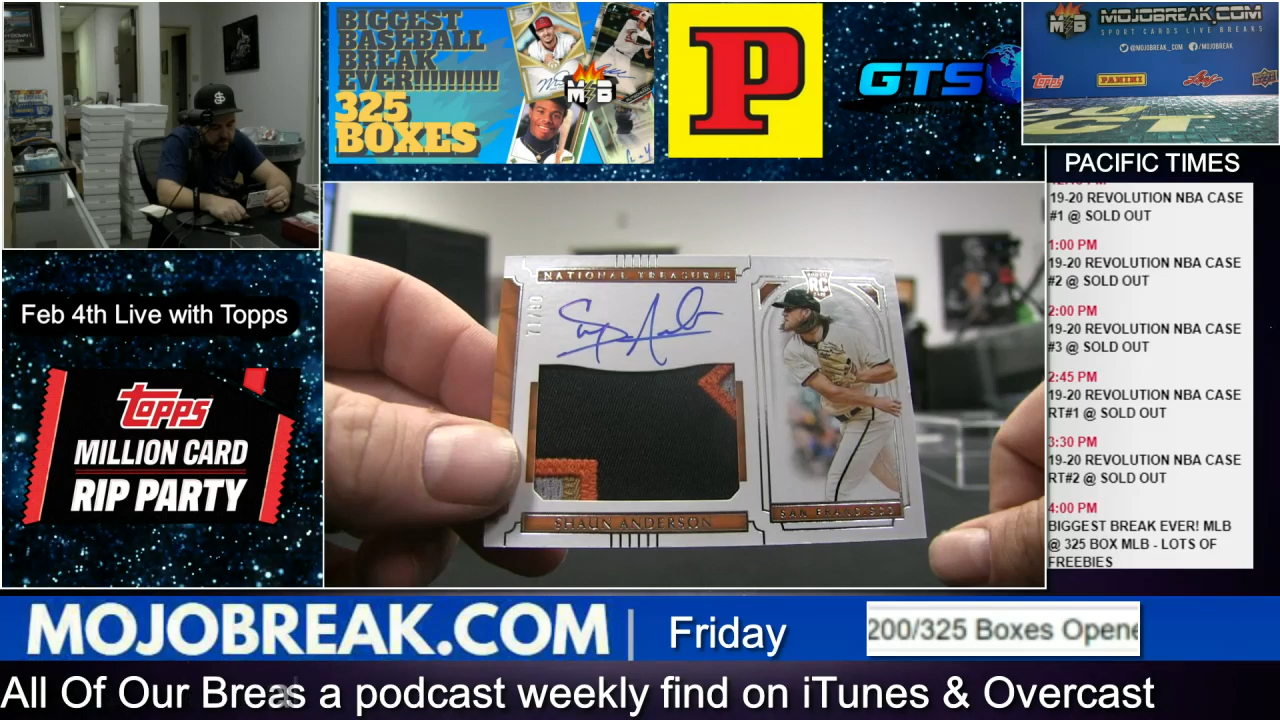 BIGGEST
BASEBALL
BREAK
EVER!!!!!!!!!!!
325
BOXES
M B
P
GTS
M B
MOJOBREAK.COM
SPORT CARDS LIVE BREAKS
@MOJOBREAK_COM /MOJOBREAK
Topps
PANINI
Leaf
PACIFIC TIMES
19-20 REVOLUTION NBA CASE
#1 @ SOLD OUT
1:00 PM
19-20 REVOLUTION NBA CASE
#2 @ SOLD OUT
2:00 PM
19-20 REVOLUTION NBA CASE
#3 @ SOLD OUT
2:45 PM
19-20 REVOLUTION NBA CASE
RT#1 @ SOLD OUT
3:30 PM
19-20 REVOLUTION NBA CASE
RT#2 @ SOLD OUT
4:00 PM
BIGGEST BREAK EVER! MLB
@ 325 BOX MLB - LOTS OF
FREEBIES
Feb 4th Live with Topps
Topps
MILLION CARD
RIP PARTY
NATIONAL TREASURES
RC
SHAUN ANDERSON
SAN FRANCISCO
MOJOBREAK.COM | Friday
200/325 Boxes Opene
All Of Our Breas a podcast weekly find on iTunes & Overcast